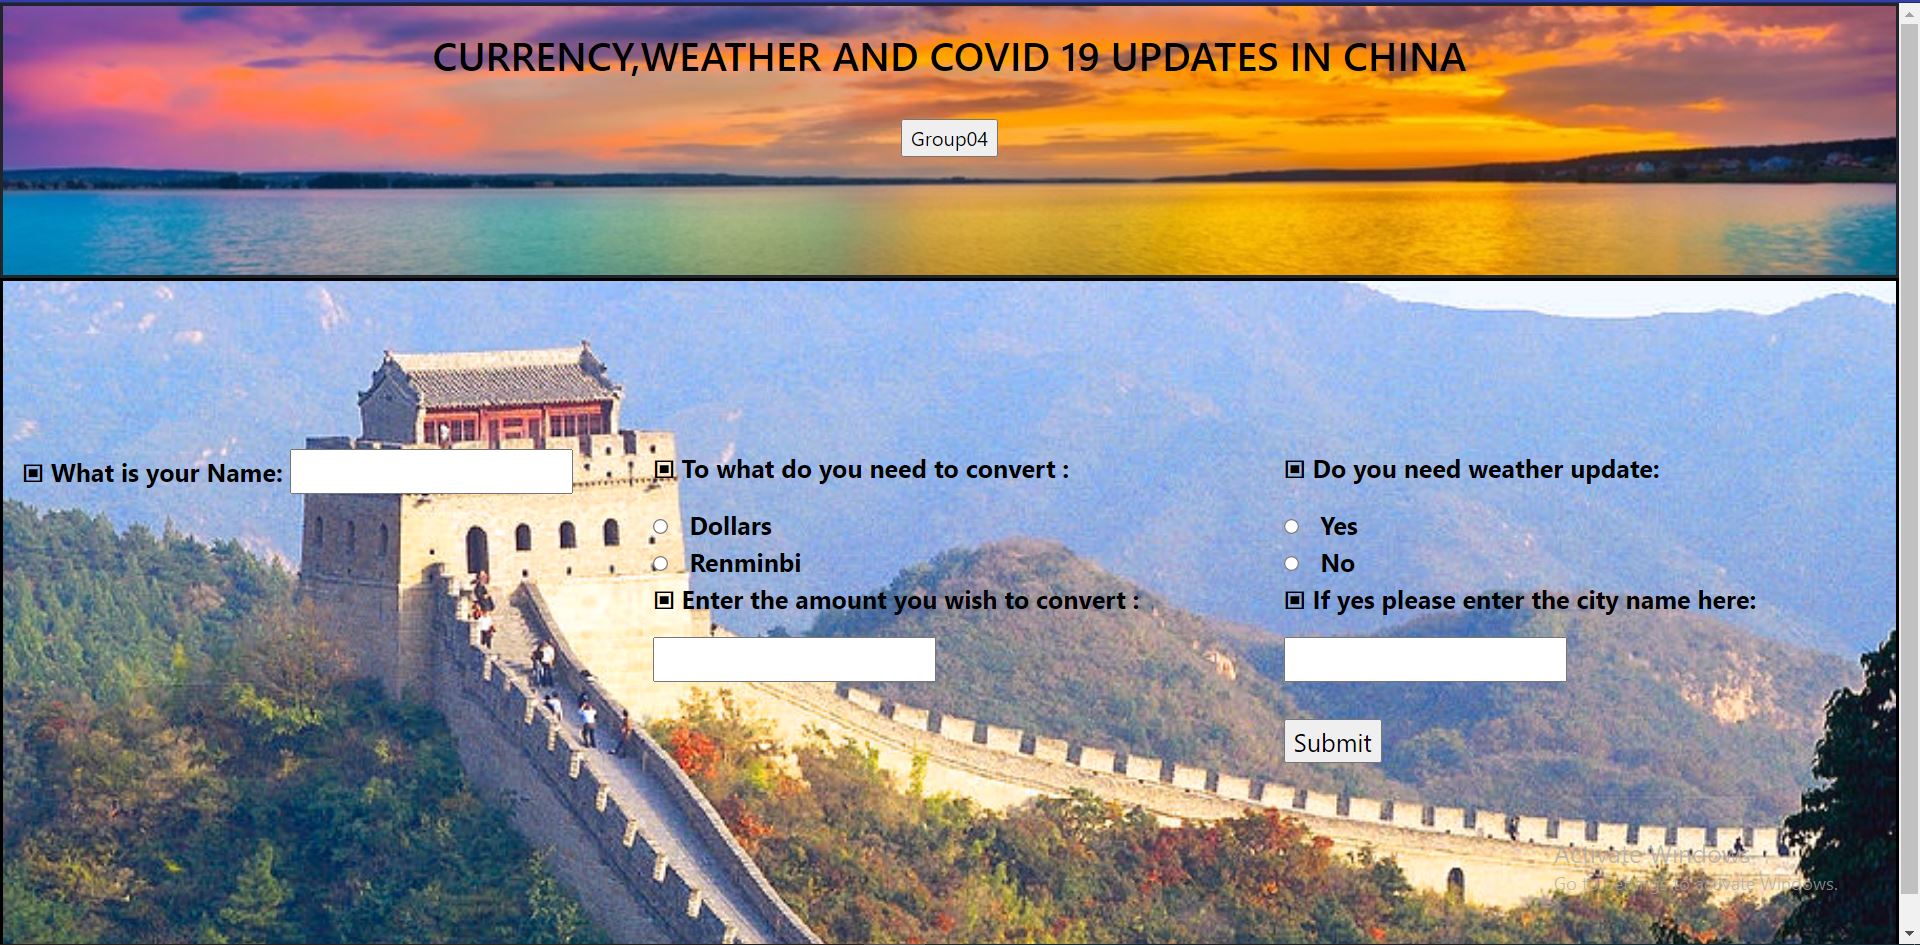 CURRENCY,WEATHER AND COVID 19 UPDATES IN CHINA
Group04
▣ What is your Name:
▣ To what do you need to convert :
Dollars
Renminbi
▣ Enter the amount you wish to convert :
▣ Do you need weather update:
Yes
No
▣ If yes please enter the city name here:
Submit
Activate Windows
Go to Settings to activate Windows.